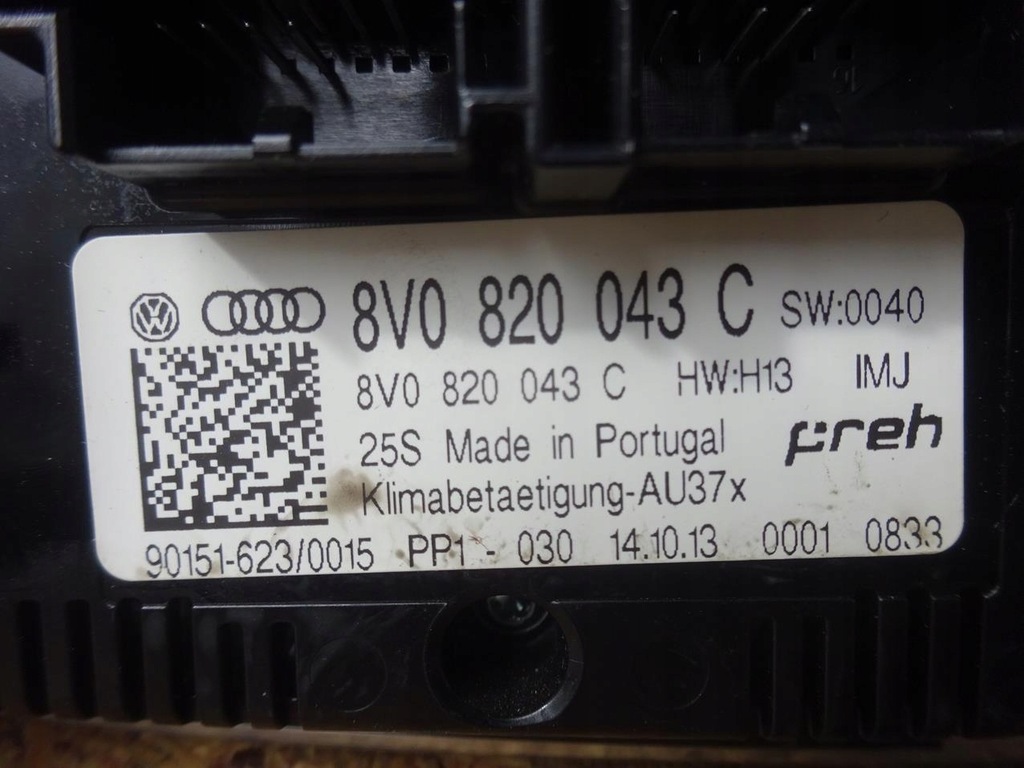 8V0 820 043 C SW:0040
8V0 820 043 C HW:H13 IMJ
25S Made in Portugal preh
Klimabetaetigung-AU37x
90151-623/0015 PP1 - 030 14.10.13 0001 0833